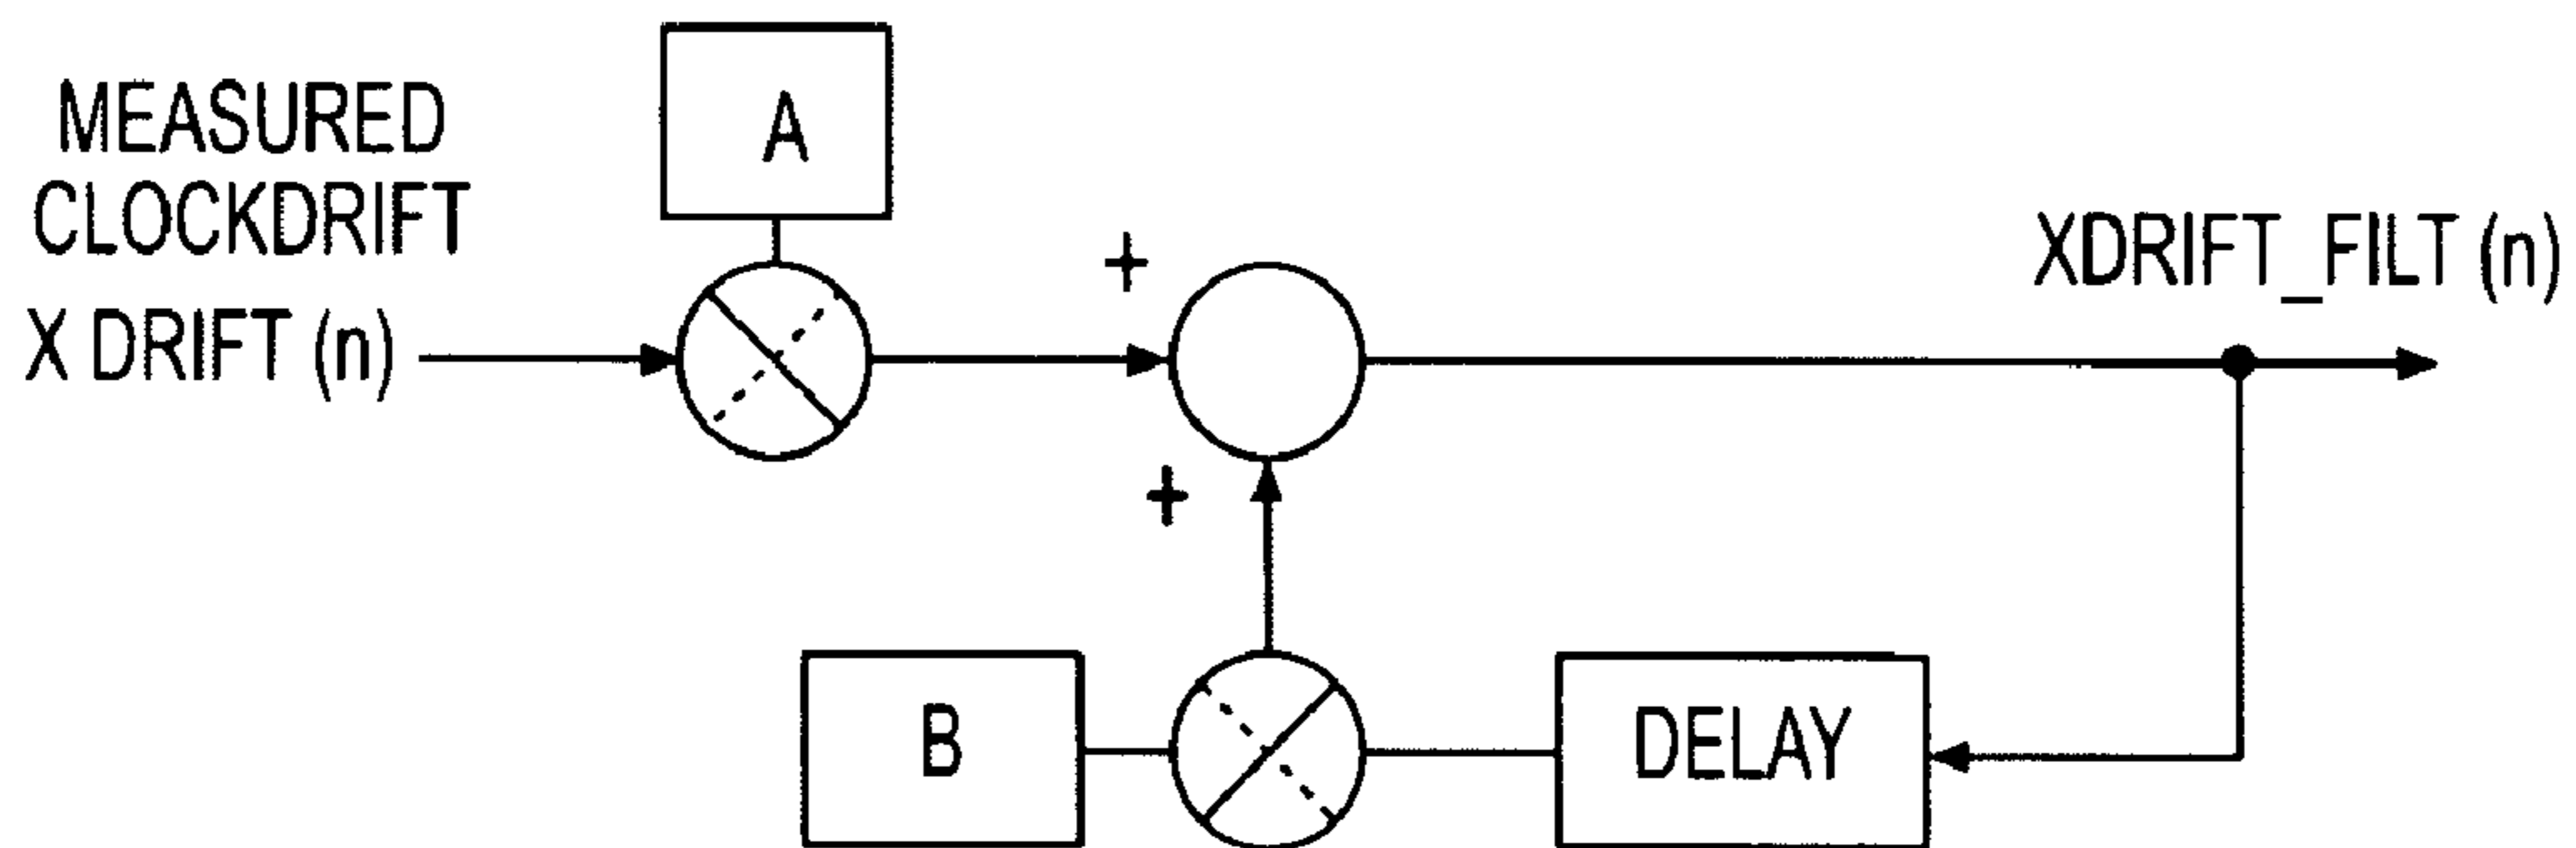 A
MEASURED
CLOCKDRIFT
X DRIFT (n)
+
XDRIFT_FILT (n)
+
B
DELAY